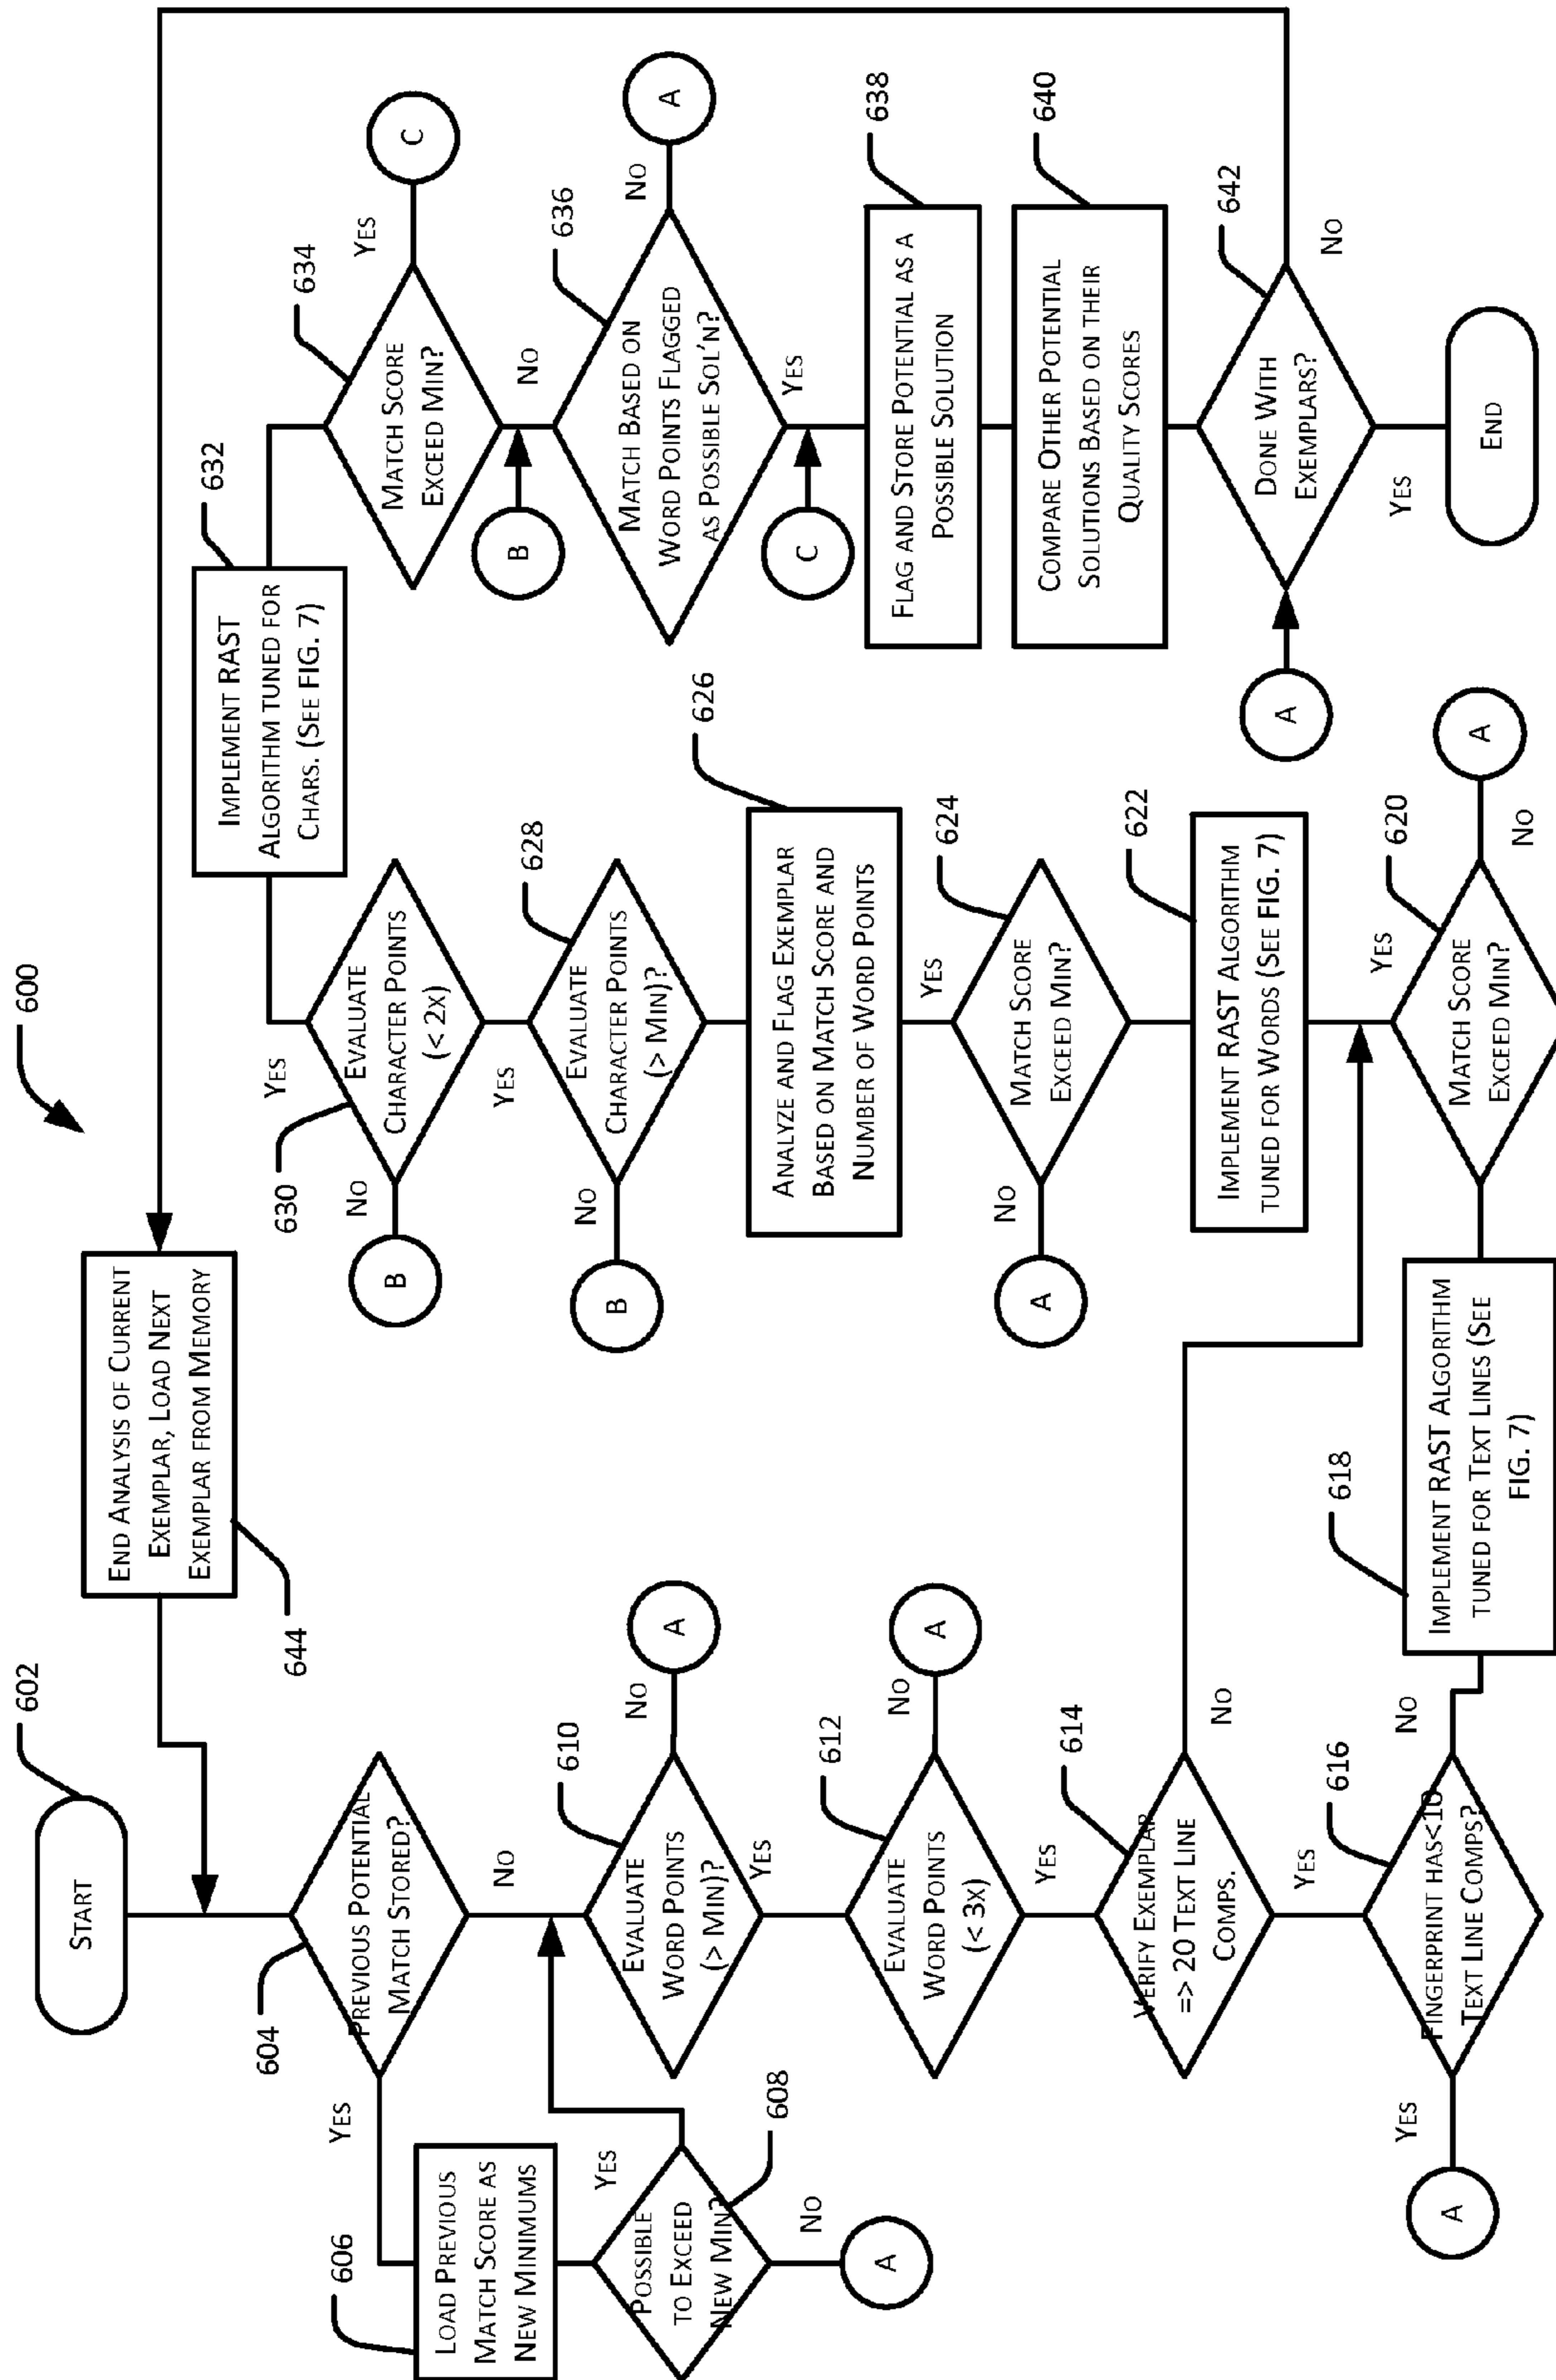 600
602
START
604
PREVIOUS POTENTIAL
MATCH STORED?
YES
NO
606
LOAD PREVIOUS
MATCH SCORE AS
NEW MINIMUMS
608
POSSIBLE
TO EXCEED
NEW MIN?
YES
NO
A
610
EVALUATE
WORD POINTS
(> MIN)?
NO
A
YES
612
EVALUATE
WORD POINTS
(< 3X)
NO
A
YES
614
VERIFY EXEMPLAR
=> 20 TEXT LINE
COMPS.
NO
YES
616
FINGERPRINT HAS<10
TEXT LINE COMPS?
YES
A
NO
618
IMPLEMENT RAST ALGORITHM
TUNED FOR TEXT LINES (SEE
FIG. 7)
620
MATCH SCORE
EXCEED MIN?
NO
A
YES
622
IMPLEMENT RAST ALGORITHM
TUNED FOR WORDS (SEE FIG. 7)
624
MATCH SCORE
EXCEED MIN?
NO
A
YES
626
ANALYZE AND FLAG EXEMPLAR
BASED ON MATCH SCORE AND
NUMBER OF WORD POINTS
628
EVALUATE
CHARACTER POINTS
(> MIN)?
NO
B
YES
630
EVALUATE
CHARACTER POINTS
(< 2X)
NO
B
YES
632
IMPLEMENT RAST
ALGORITHM TUNED FOR
CHARS. (SEE FIG. 7)
634
MATCH SCORE
EXCEED MIN?
YES
C
NO
B
636
MATCH BASED ON
WORD POINTS FLAGGED
AS POSSIBLE SOL'N?
NO
A
YES
C
638
FLAG AND STORE POTENTIAL AS A
POSSIBLE SOLUTION
640
COMPARE OTHER POTENTIAL
SOLUTIONS BASED ON THEIR
QUALITY SCORES
642
DONE WITH
EXEMPLARS?
A
NO
YES
END
644
END ANALYSIS OF CURRENT
EXEMPLAR, LOAD NEXT
EXEMPLAR FROM MEMORY